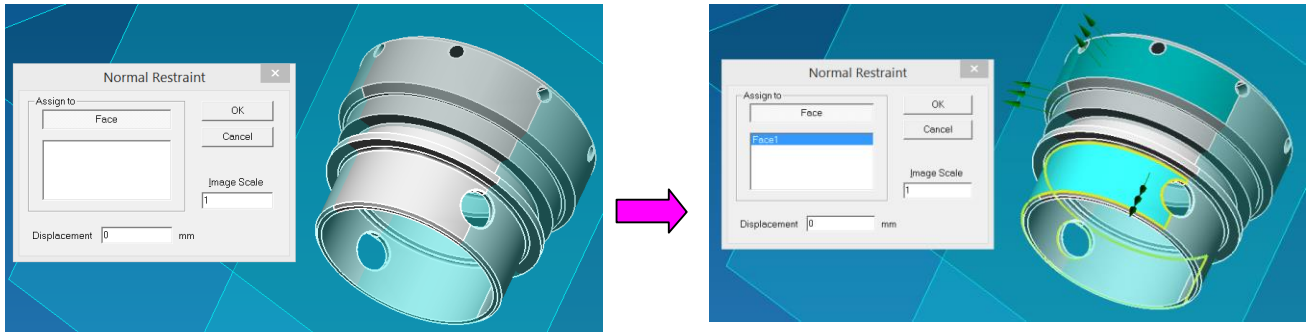 Normal Restraint
×
Assign to
Face
OK
Cancel
Image Scale
1
Displacement 0 mm
Normal Restraint
×
Assign to
Face
Face1
OK
Cancel
Image Scale
1
Displacement 0 mm